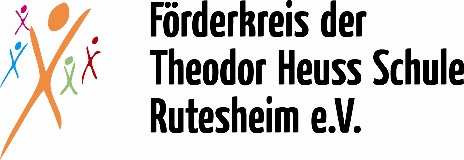 Förderkreis der
Theodor Heuss Schule
Rutesheim e.V.